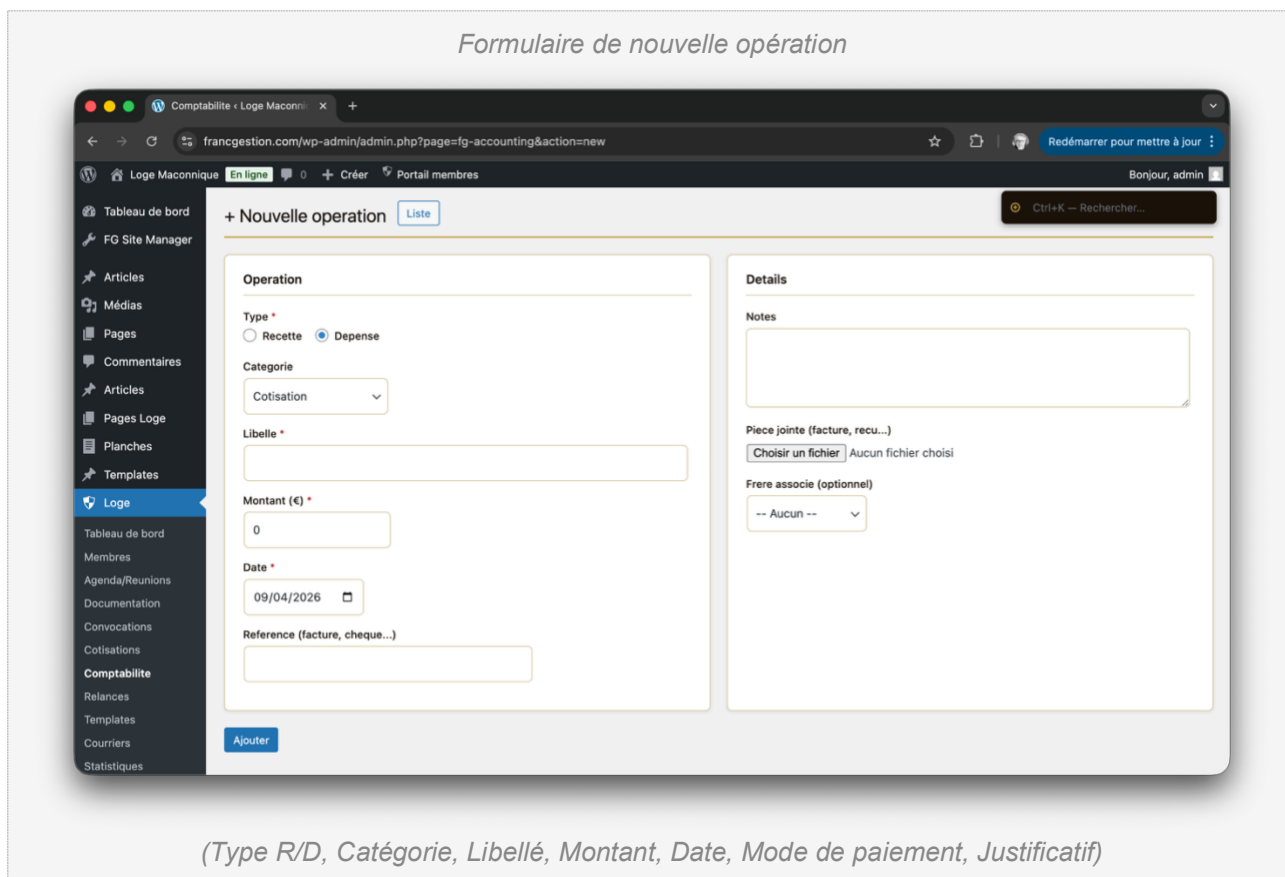 Formulaire de nouvelle opération
Comptabilite ‹ Loge Maconni
francgestion.com/wp-admin/admin.php?page=fg-accounting&action=new
Redémarrer pour mettre à jour
Loge Maconnique En ligne 0 + Créer Portail membres
Bonjour, admin
Tableau de bord
FG Site Manager
Articles
Médias
Pages
Commentaires
Articles
Pages Loge
Planches
Templates
Loge
Tableau de bord
Membres
Agenda/Reunions
Documentation
Convocations
Cotisations
Comptabilite
Relances
Templates
Courriers
Statistiques
+ Nouvelle operation Liste
Ctrl+K — Rechercher...
Operation
Type *
Recette Depense
Categorie
Cotisation
Libelle *
Montant (€) *
0
Date *
09/04/2026
Reference (facture, cheque...)
Ajouter
Details
Notes
Piece jointe (facture, recu...)
Choisir un fichier Aucun fichier choisi
Frere associe (optionnel)
-- Aucun --
(Type R/D, Catégorie, Libellé, Montant, Date, Mode de paiement, Justificatif)